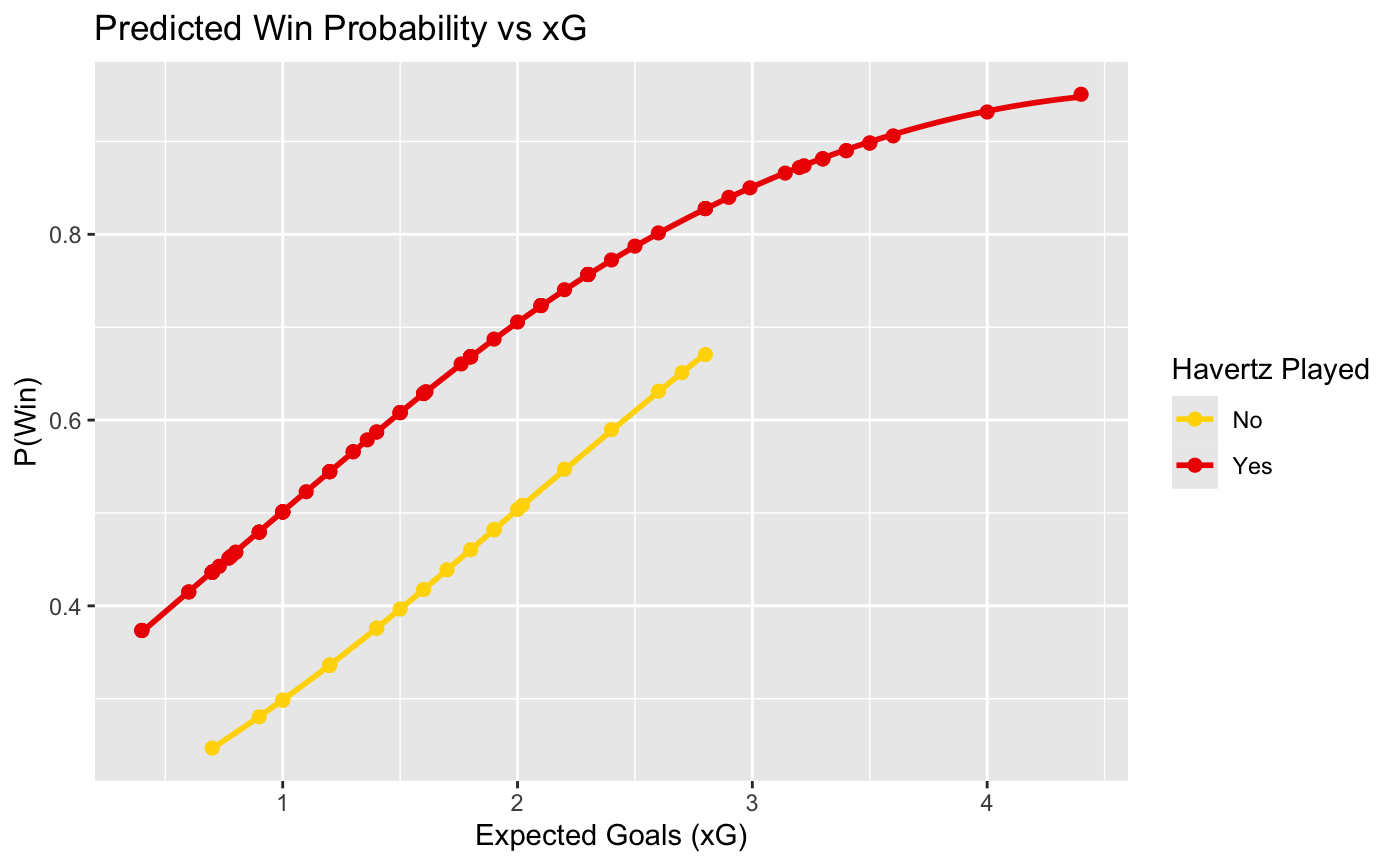 Predicted Win Probability vs xG
P(Win)
0.8
0.6
0.4
1 2 3 4
Expected Goals (xG)
Havertz Played
No
Yes